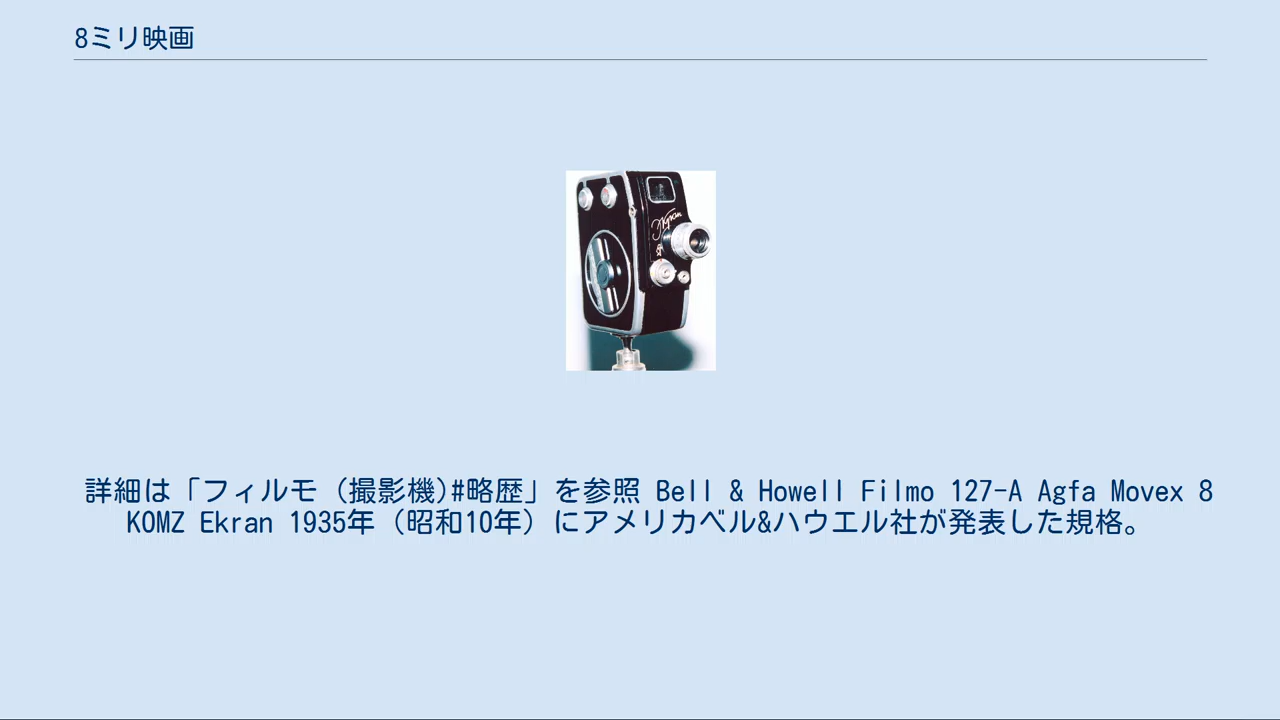 8ミリ映画
詳細は「フィルモ (撮影機)#略歴」を参照 Bell & Howell Filmo 127-A Agfa Movex 8
KOMZ Ekran 1935年（昭和10年）にアメリカベル&ハウエル社が発表した規格。